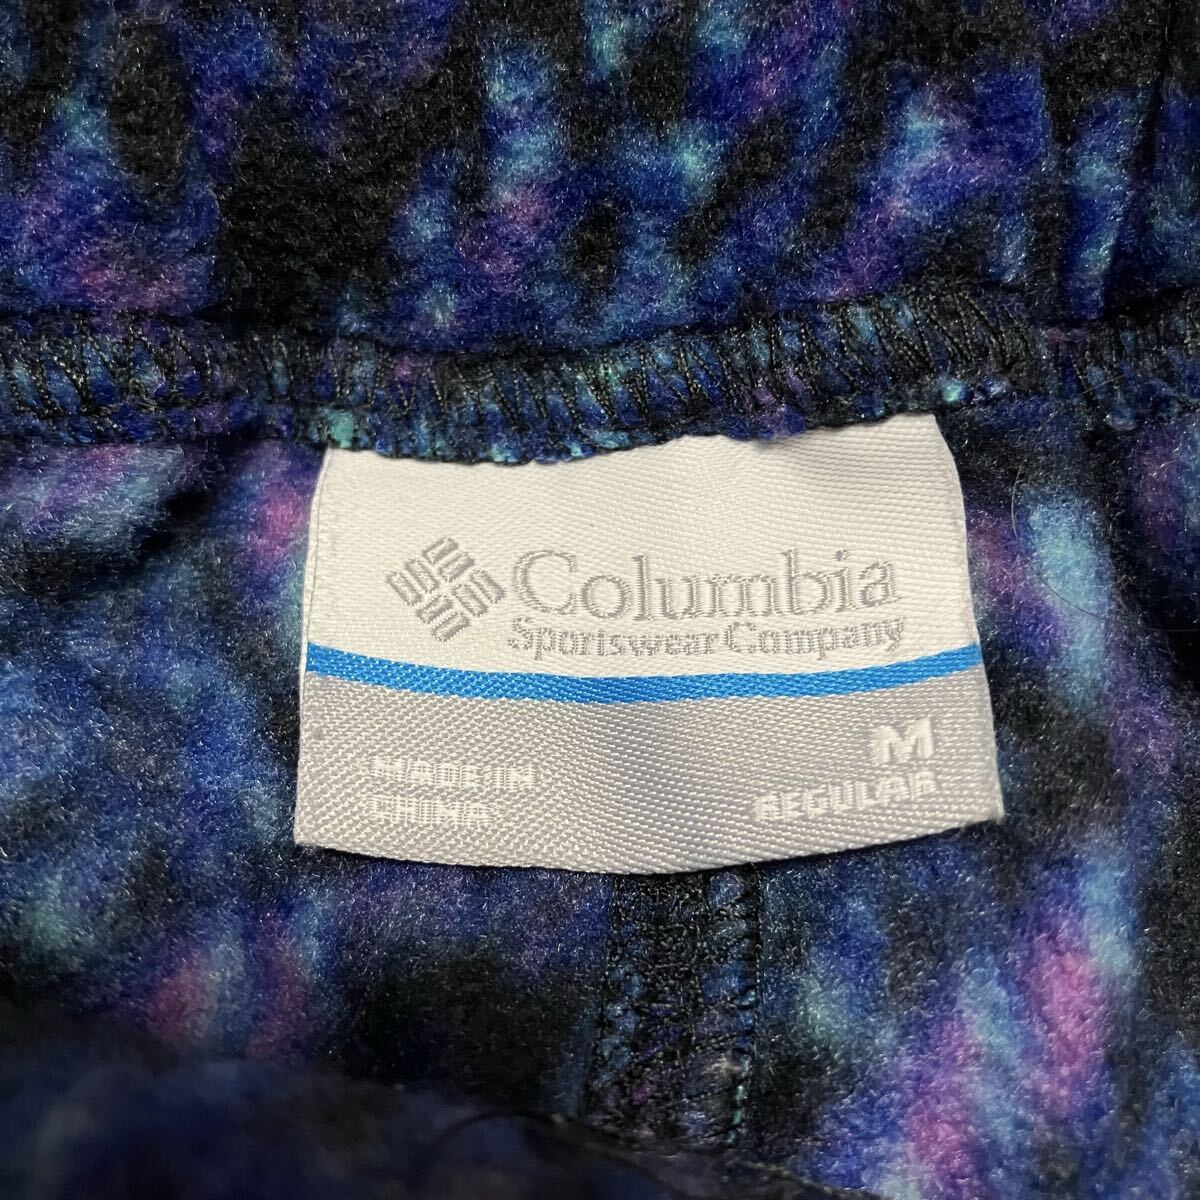 Columbia
Sportswear Company
M
REGULAR
MADE IN
CHINA